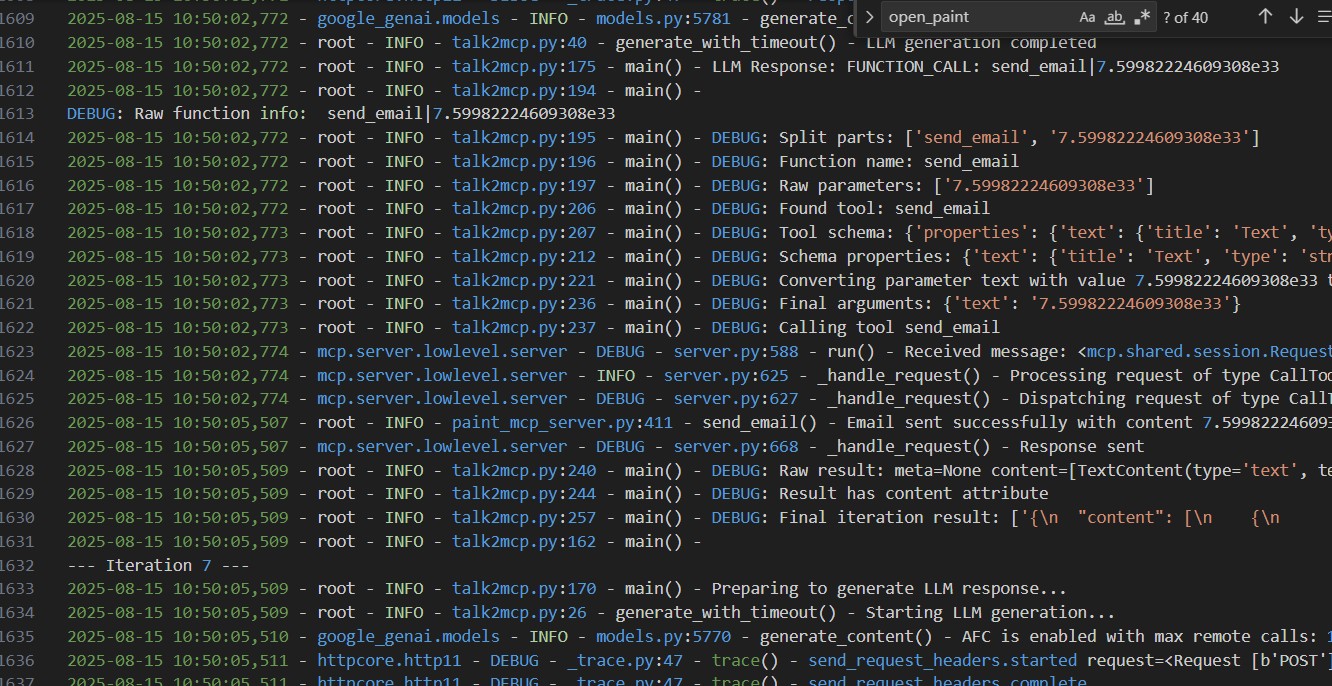 1609 2025-08-15 10:50:02,772 - google_genai.models - INFO - models.py:5781 - generate_c
open_paint Aa ab .* ? of 40
1610 2025-08-15 10:50:02,772 - root - INFO - talk2mcp.py:40 - generate_with_timeout() - LLM generation completed
1611 2025-08-15 10:50:02,772 - root - INFO - talk2mcp.py:175 - main() - LLM Response: FUNCTION_CALL: send_email|7.59982224609308e33
1612 2025-08-15 10:50:02,772 - root - INFO - talk2mcp.py:194 - main() -
1613 DEBUG: Raw function info:  send_email|7.59982224609308e33
1614 2025-08-15 10:50:02,772 - root - INFO - talk2mcp.py:195 - main() - DEBUG: Split parts: ['send_email', '7.59982224609308e33']
1615 2025-08-15 10:50:02,772 - root - INFO - talk2mcp.py:196 - main() - DEBUG: Function name: send_email
1616 2025-08-15 10:50:02,772 - root - INFO - talk2mcp.py:197 - main() - DEBUG: Raw parameters: ['7.59982224609308e33']
1617 2025-08-15 10:50:02,772 - root - INFO - talk2mcp.py:206 - main() - DEBUG: Found tool: send_email
1618 2025-08-15 10:50:02,773 - root - INFO - talk2mcp.py:207 - main() - DEBUG: Tool schema: {'properties': {'text': {'title': 'Text', 'ty
1619 2025-08-15 10:50:02,773 - root - INFO - talk2mcp.py:212 - main() - DEBUG: Schema properties: {'text': {'title': 'Text', 'type': 'str
1620 2025-08-15 10:50:02,773 - root - INFO - talk2mcp.py:221 - main() - DEBUG: Converting parameter text with value 7.59982224609308e33 t
1621 2025-08-15 10:50:02,773 - root - INFO - talk2mcp.py:236 - main() - DEBUG: Final arguments: {'text': '7.59982224609308e33'}
1622 2025-08-15 10:50:02,773 - root - INFO - talk2mcp.py:237 - main() - DEBUG: Calling tool send_email
1623 2025-08-15 10:50:02,774 - mcp.server.lowlevel.server - DEBUG - server.py:588 - run() - Received message: <mcp.shared.session.Request
1624 2025-08-15 10:50:02,774 - mcp.server.lowlevel.server - INFO - server.py:625 - _handle_request() - Processing request of type CallToo
1625 2025-08-15 10:50:02,774 - mcp.server.lowlevel.server - DEBUG - server.py:627 - _handle_request() - Dispatching request of type CallT
1626 2025-08-15 10:50:05,507 - root - INFO - paint_mcp_server.py:411 - send_email() - Email sent successfully with content 7.599822246093
1627 2025-08-15 10:50:05,507 - mcp.server.lowlevel.server - DEBUG - server.py:668 - _handle_request() - Response sent
1628 2025-08-15 10:50:05,509 - root - INFO - talk2mcp.py:240 - main() - DEBUG: Raw result: meta=None content=[TextContent(type='text', te
1629 2025-08-15 10:50:05,509 - root - INFO - talk2mcp.py:244 - main() - DEBUG: Result has content attribute
1630 2025-08-15 10:50:05,509 - root - INFO - talk2mcp.py:257 - main() - DEBUG: Final iteration result: ['{\n  "content": [\n    {\n
1631 2025-08-15 10:50:05,509 - root - INFO - talk2mcp.py:162 - main() -
1632 --- Iteration 7 ---
1633 2025-08-15 10:50:05,509 - root - INFO - talk2mcp.py:170 - main() - Preparing to generate LLM response...
1634 2025-08-15 10:50:05,509 - root - INFO - talk2mcp.py:26 - generate_with_timeout() - Starting LLM generation...
1635 2025-08-15 10:50:05,510 - google_genai.models - INFO - models.py:5770 - generate_content() - AFC is enabled with max remote calls: 1
1636 2025-08-15 10:50:05,511 - httpcore.http11 - DEBUG - _trace.py:47 - trace() - send_request_headers.started request=<Request [b'POST']
1637 2025-08-15 10:50:05,511 - httpcore.http11 - DEBUG - _trace.py:47 - trace() - send_request_headers.complete